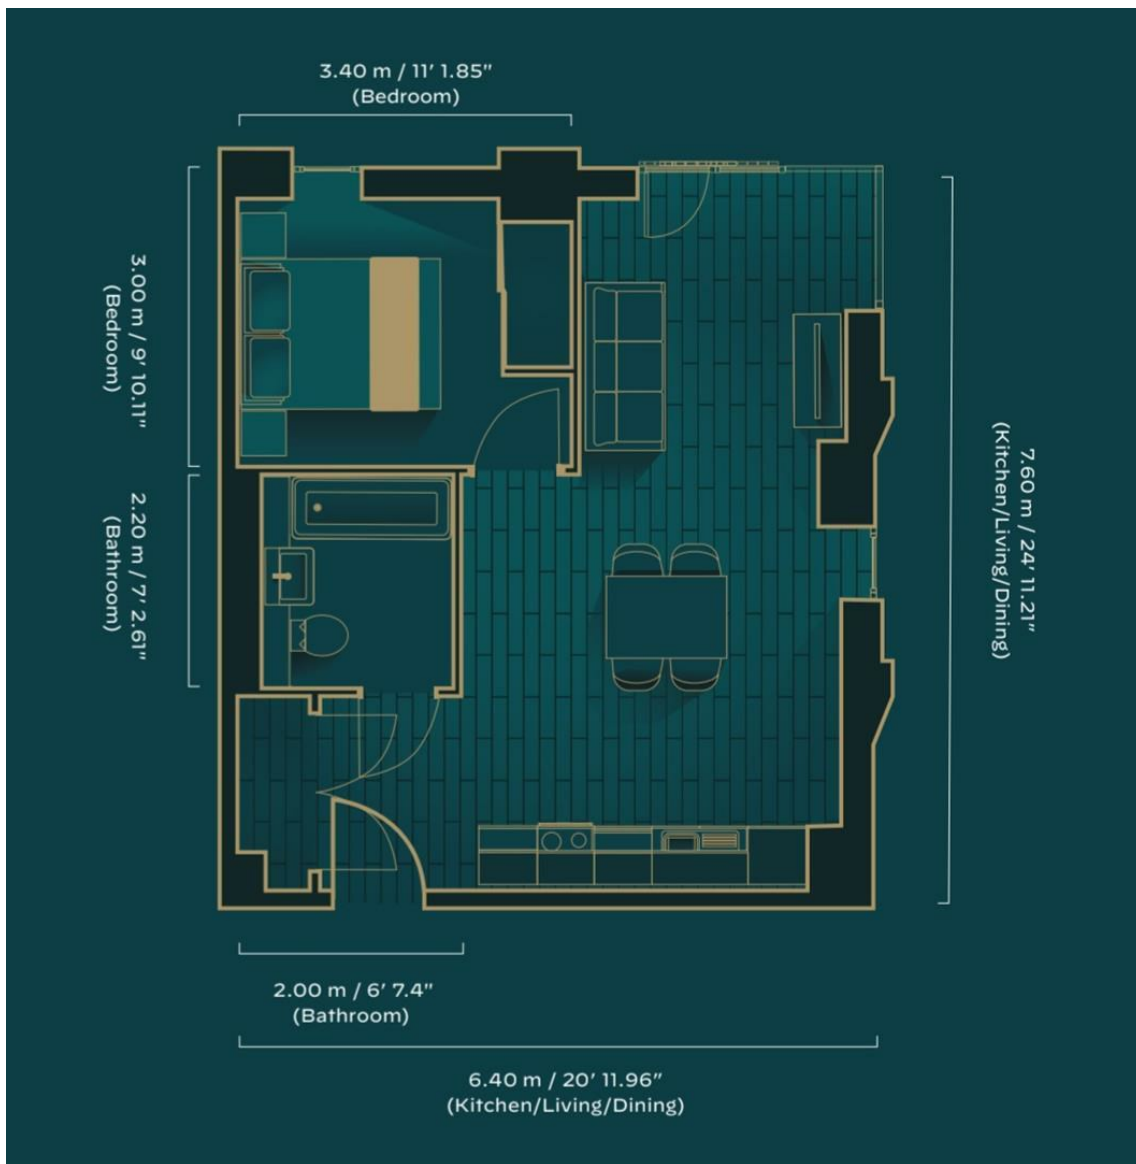 3.40 m / 11′ 1.85″
(Bedroom)
3.00 m / 9′ 10.11″
(Bedroom)
2.20 m / 7′ 2.61″
(Bathroom)
7.60 m / 24′ 11.21″
(Kitchen/Living/Dining)
2.00 m / 6′ 7.4″
(Bathroom)
6.40 m / 20′ 11.96″
(Kitchen/Living/Dining)